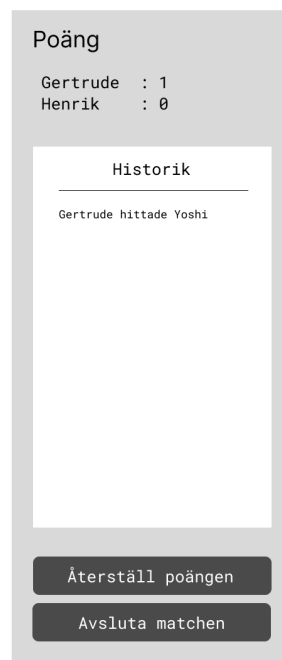 Poäng
Gertrude : 1
Henrik : 0
Historik
Gertrude hittade Yoshi
Återställ poängen
Avsluta matchen